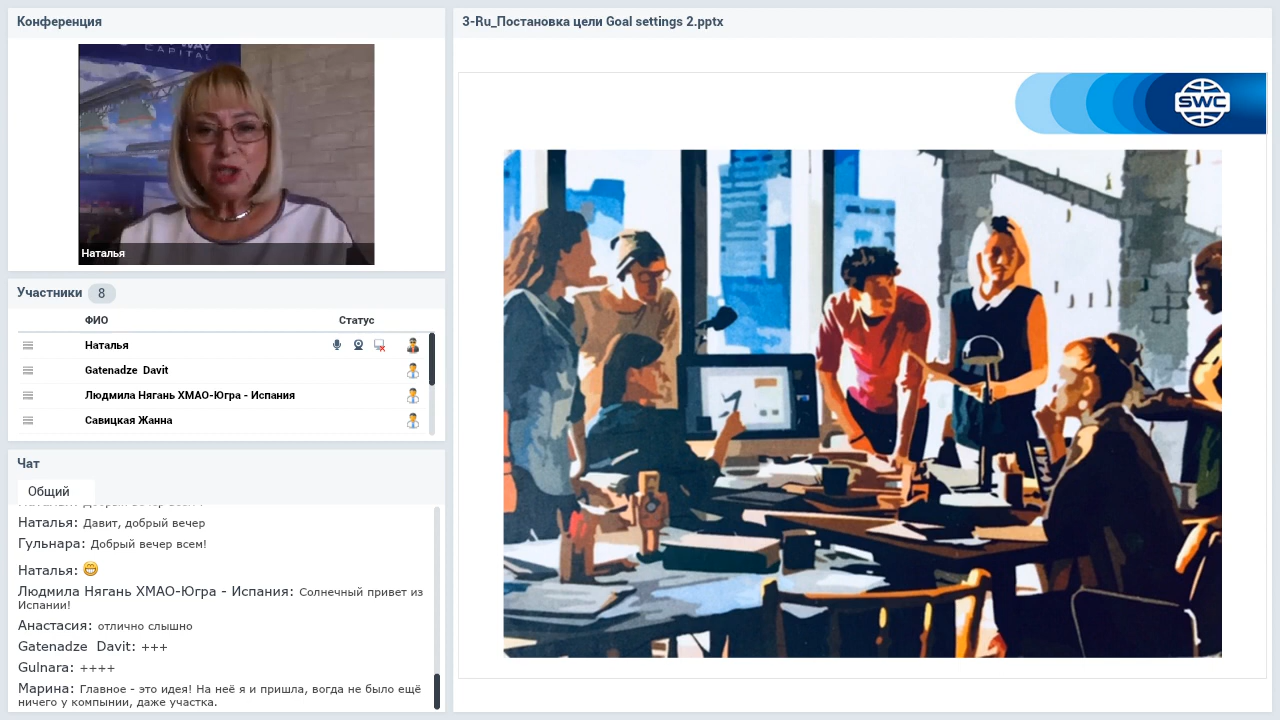 Конференция
WAY
CAPITAL
Наталья
Участники 8
ФИО Статус
Наталья
Gatenadze Davit
Людмила Нягань ХМАО-Югра - Испания
Савицкая Жанна
Чат
Общий
Наталья: Давит, добрый вечер
Гульнара: Добрый вечер всем!
Наталья:
Людмила Нягань ХМАО-Югра - Испания: Солнечный привет из
Испании!
Анастасия: отлично слышно
Gatenadze Davit: +++
Gulnara: ++++
Марина: Главное - это идея! На неё я и пришла, вогда не было ещё
ничего у компынии, даже участка.
3-Ru_Постановка цели Goal settings 2.pptx
SWC